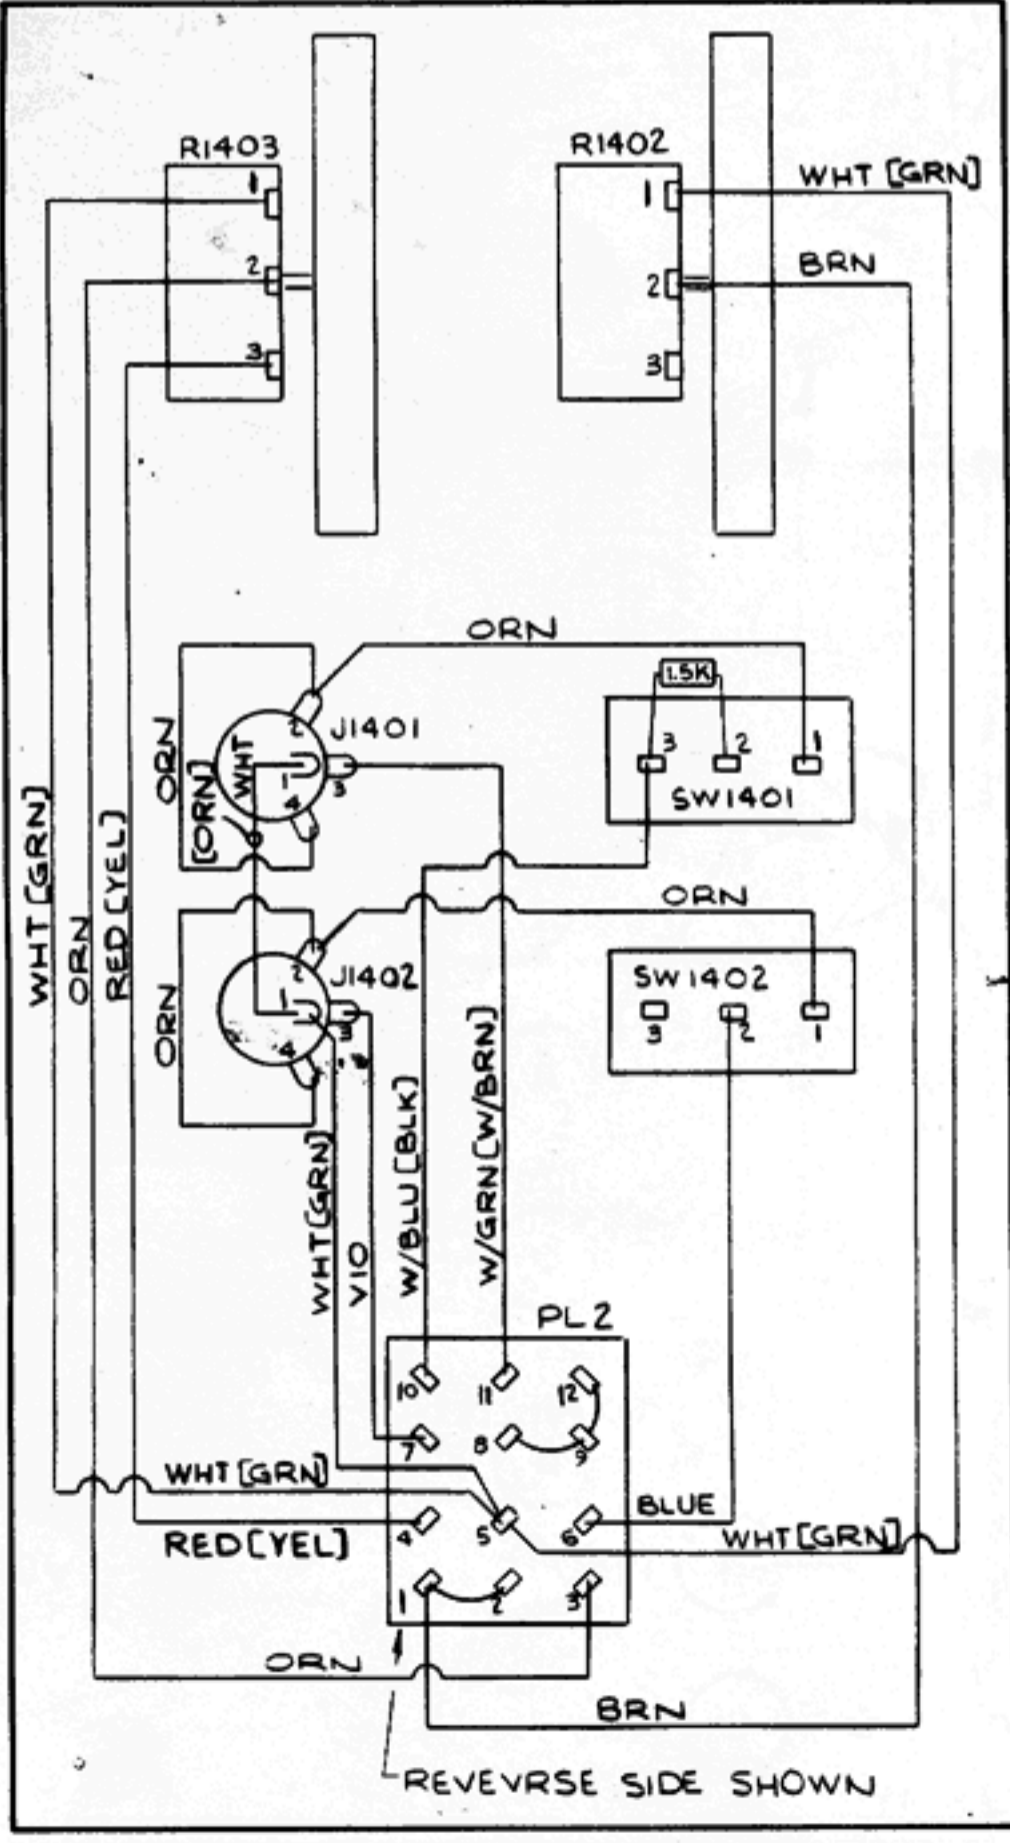 R1403
R1402
1
2
3
1
2
3
WHT [GRN]
BRN
ORN
1.5K
3
2
1
SW1401
J1401
2
1
3
4
WHT
[ORN]
ORN
ORN
SW1402
3
2
1
J1402
2
1
3
4
ORN
WHT [GRN]
ORN
RED [YEL]
WHT [GRN]
VIO
W/BLU [BLK]
W/GRN [W/BRN]
PL2
10
11
12
7
8
9
WHT [GRN]
4
5
6
BLUE
RED [YEL]
WHT [GRN]
1
2
3
ORN
BRN
REVEVRSE SIDE SHOWN